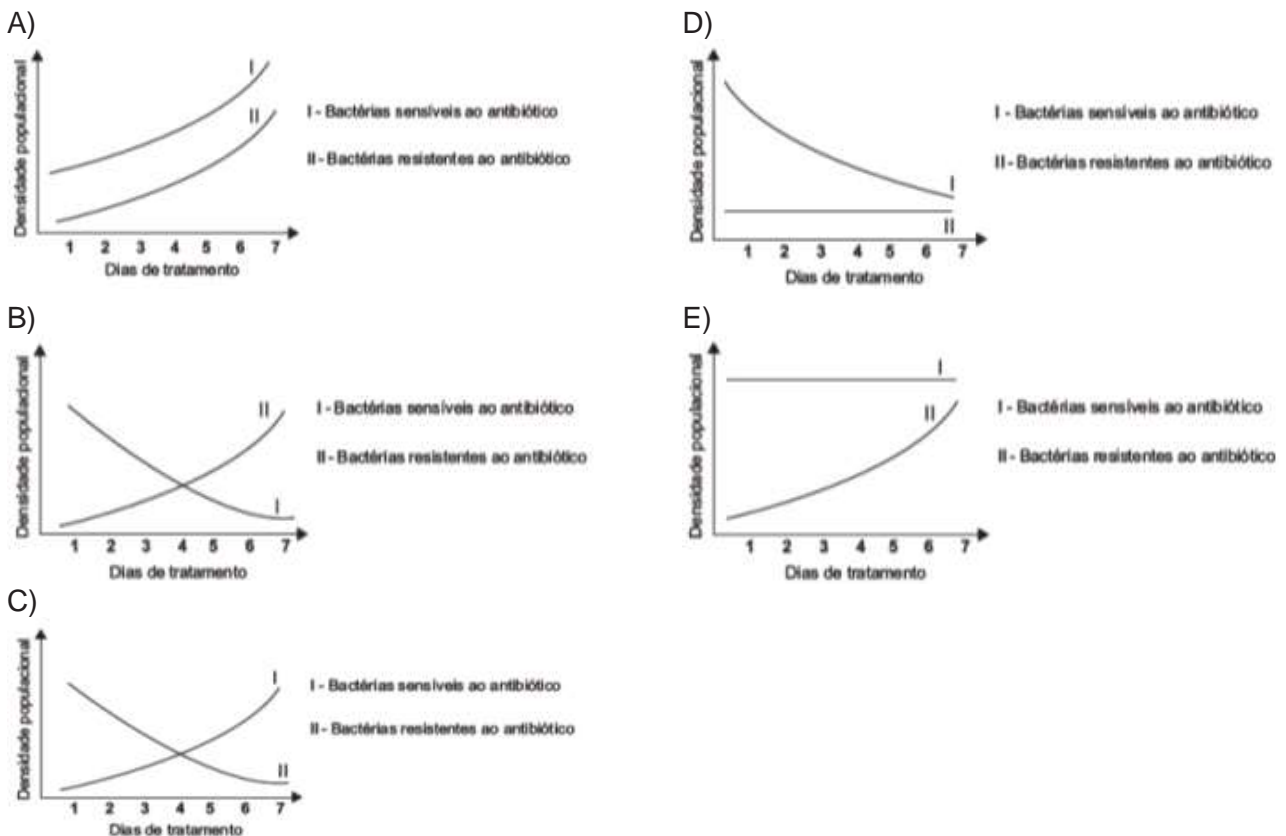 A)
Densidade populacional
I
II
I - Bactérias sensíveis ao antibiótico
II - Bactérias resistentes ao antibiótico
1 2 3 4 5 6 7
Dias de tratamento
B)
Densidade populacional
II
I
I - Bactérias sensíveis ao antibiótico
II - Bactérias resistentes ao antibiótico
1 2 3 4 5 6 7
Dias de tratamento
C)
Densidade populacional
I
II
I - Bactérias sensíveis ao antibiótico
II - Bactérias resistentes ao antibiótico
1 2 3 4 5 6 7
Dias de tratamento
D)
Densidade populacional
I
II
I - Bactérias sensíveis ao antibiótico
II - Bactérias resistentes ao antibiótico
1 2 3 4 5 6 7
Dias de tratamento
E)
Densidade populacional
I
II
I - Bactérias sensíveis ao antibiótico
II - Bactérias resistentes ao antibiótico
1 2 3 4 5 6 7
Dias de tratamento